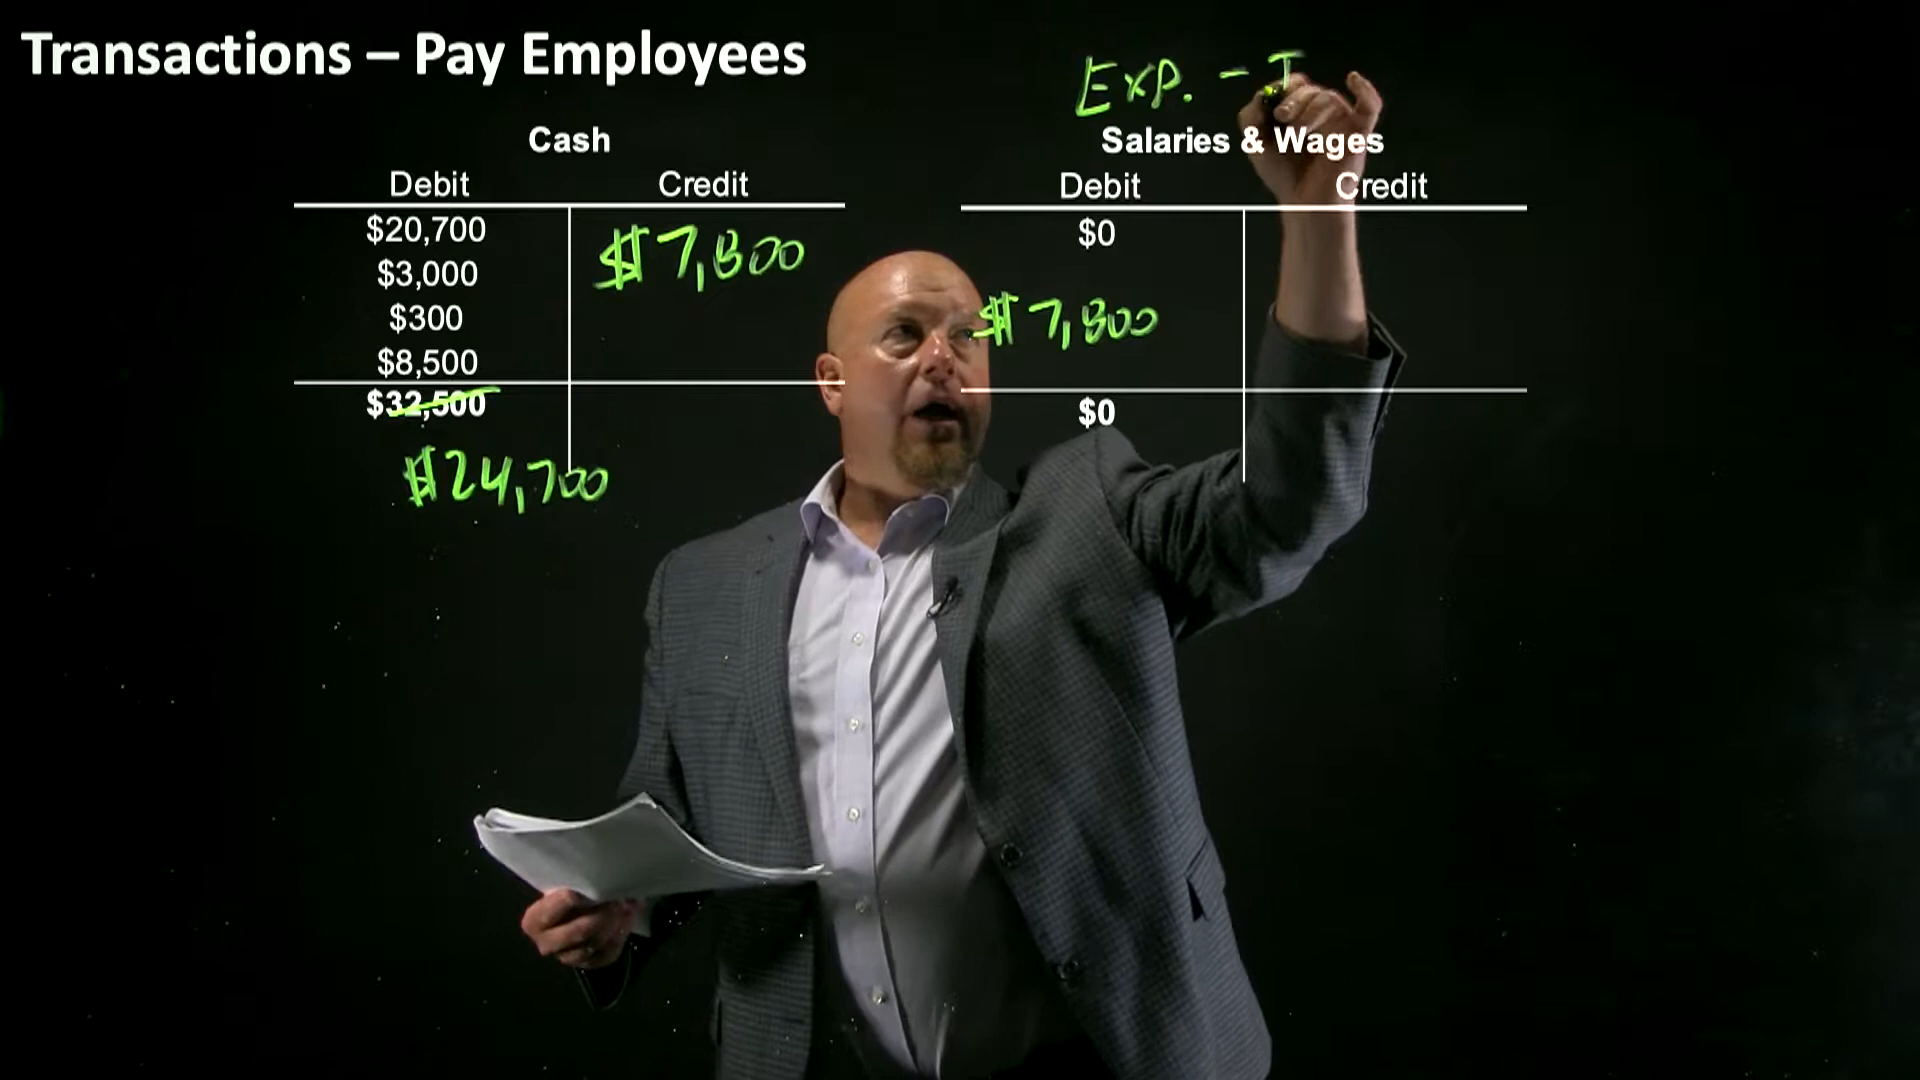 Transactions – Pay Employees
Exp. -
Cash
Debit Credit
$20,700 $7,800
$3,000
$300
$8,500
$32,500
$24,700
Salaries & Wages
Debit Credit
$0
$7,800
$0